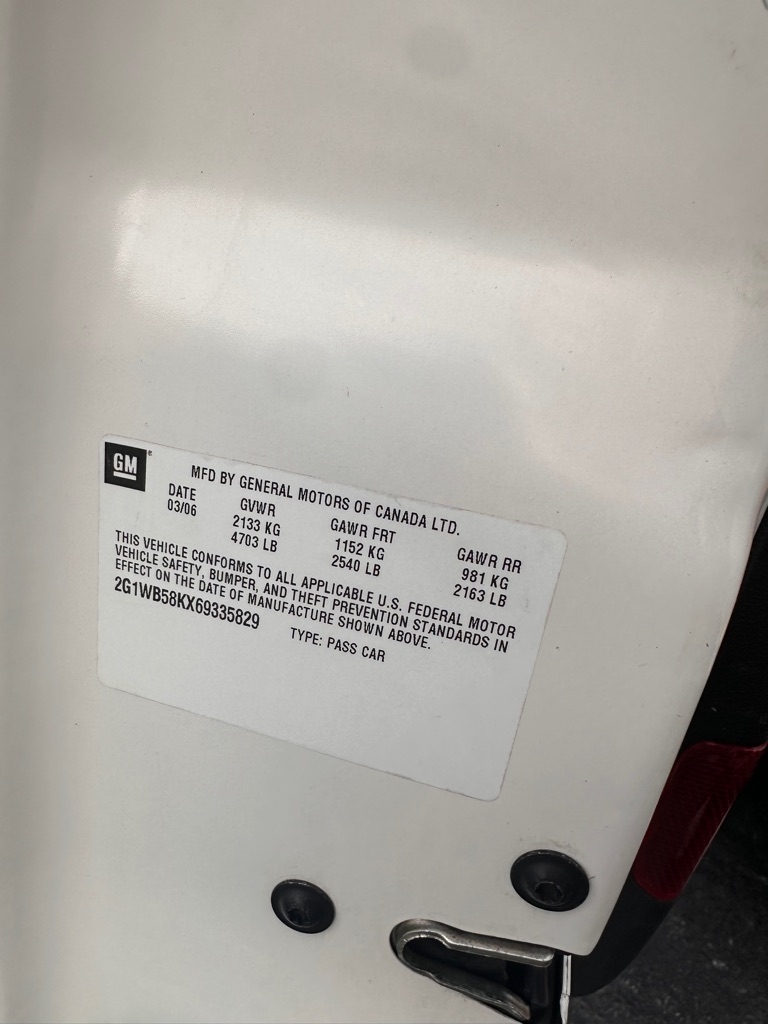 GM
MFD BY GENERAL MOTORS OF CANADA LTD.
DATE GVWR GAWR FRT GAWR RR
03/06 2133 KG 1152 KG 981 KG
4703 LB 2540 LB 2163 LB
THIS VEHICLE CONFORMS TO ALL APPLICABLE U.S. FEDERAL MOTOR
VEHICLE SAFETY, BUMPER, AND THEFT PREVENTION STANDARDS IN
EFFECT ON THE DATE OF MANUFACTURE SHOWN ABOVE.
2G1WB58KX69335829 TYPE: PASS CAR